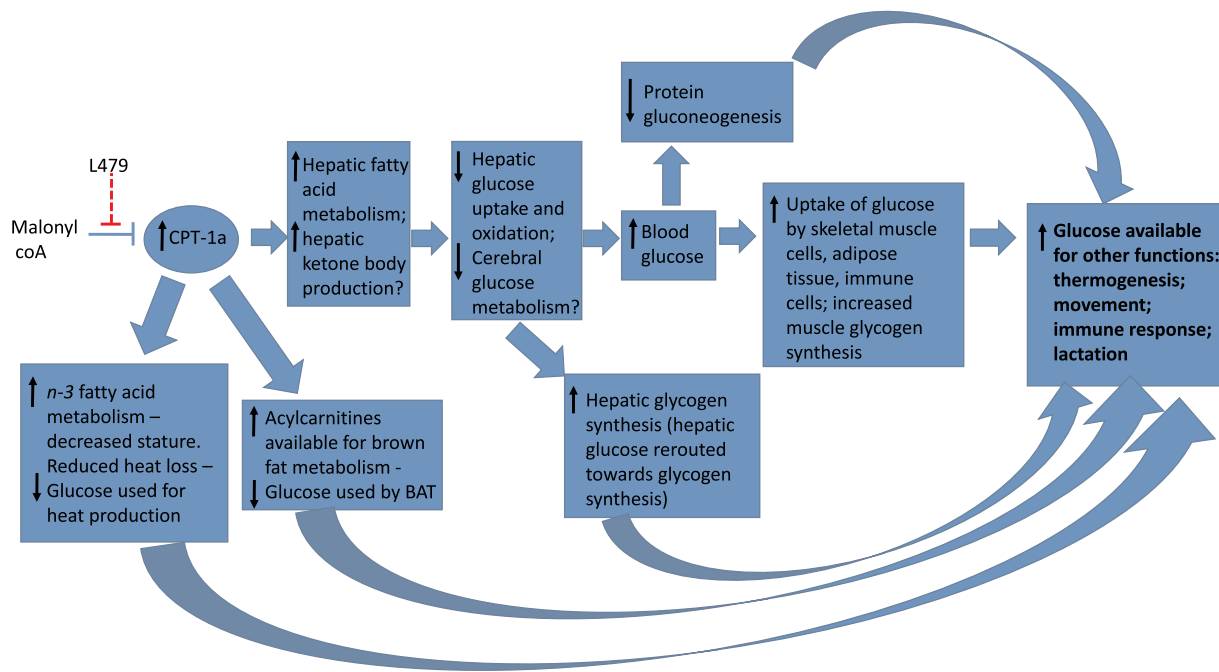 L479
Malonyl
coA
CPT-1a
Hepatic fatty
acid
metabolism;
hepatic
ketone body
production?
Hepatic
glucose
uptake and
oxidation;
Cerebral
glucose
metabolism?
Protein
gluconeogenesis
Blood
glucose
Uptake of glucose
by skeletal muscle
cells, adipose
tissue, immune
cells; increased
muscle glycogen
synthesis
Glucose available
for other functions:
thermogenesis;
movement;
immune response;
lactation
n-3 fatty acid
metabolism –
decreased stature.
Reduced heat loss –
Glucose used for
heat production
Acylcarnitines
available for brown
fat metabolism -
Glucose used by BAT
Hepatic glycogen
synthesis (hepatic
glucose rerouted
towards glycogen
synthesis)